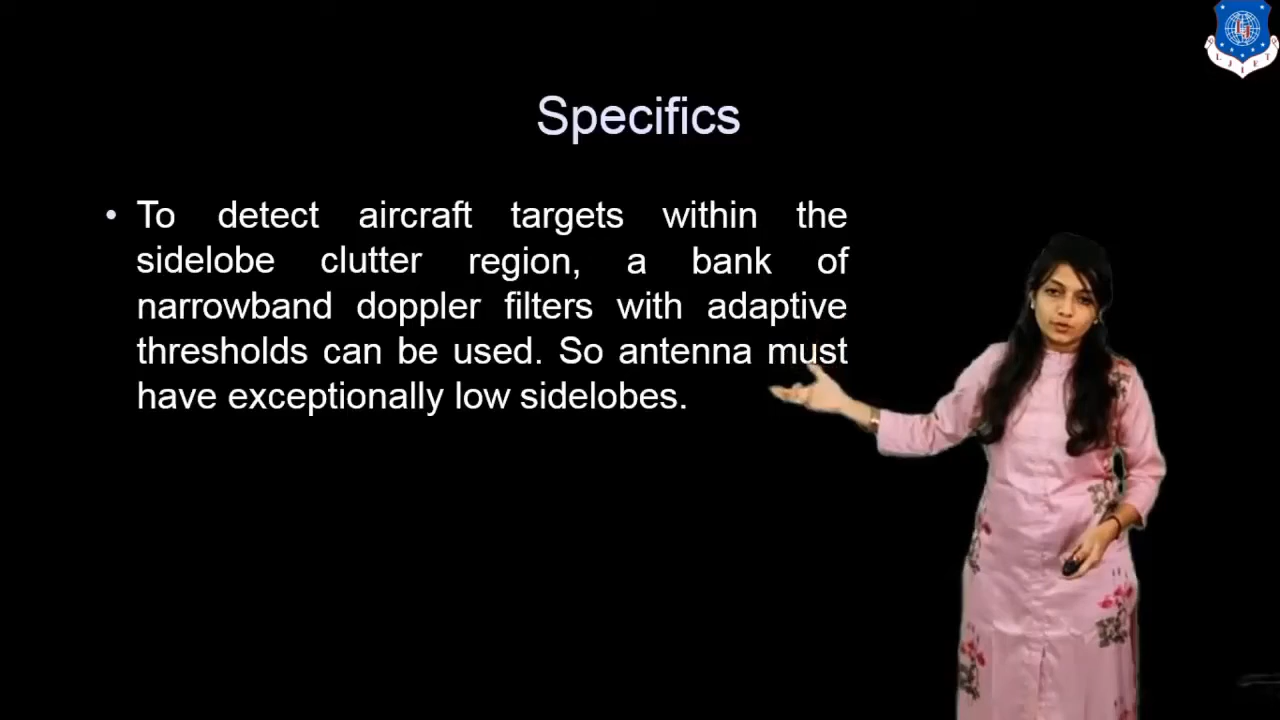 LJIET
Specifics
• To detect aircraft targets within the
sidelobe clutter region, a bank of
narrowband doppler filters with adaptive
thresholds can be used. So antenna must
have exceptionally low sidelobes.